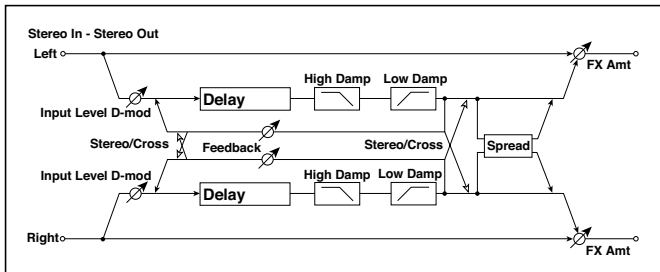 Stereo In - Stereo Out
Left
FX Amt
High Damp
Low Damp
Delay
Input Level D-mod
Stereo/Cross
Feedback
Stereo/Cross
Spread
Input Level D-mod
High Damp
Low Damp
Delay
Right
FX Amt